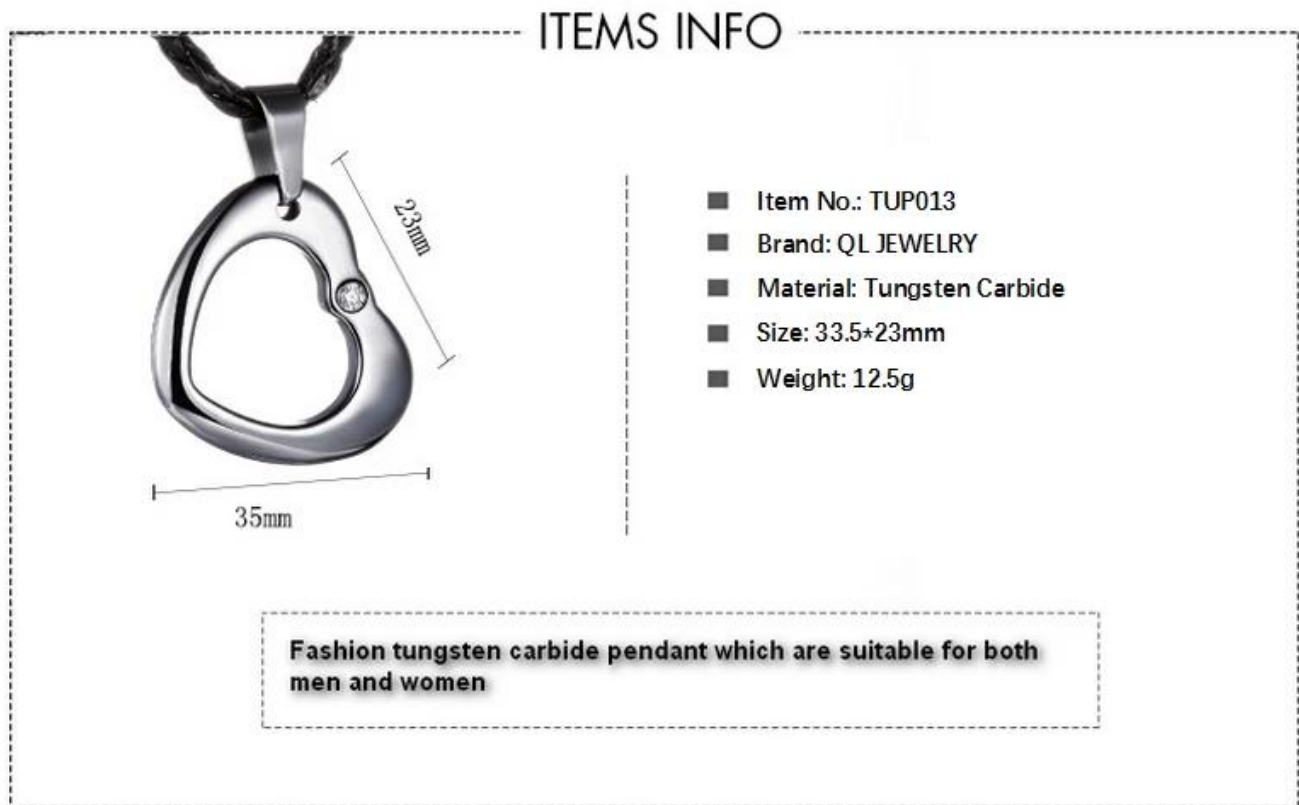 ITEMS INFO
23mm
35mm
Item No.: TUP013
Brand: QL JEWELRY
Material: Tungsten Carbide
Size: 33.5*23mm
Weight: 12.5g
Fashion tungsten carbide pendant which are suitable for both
men and women